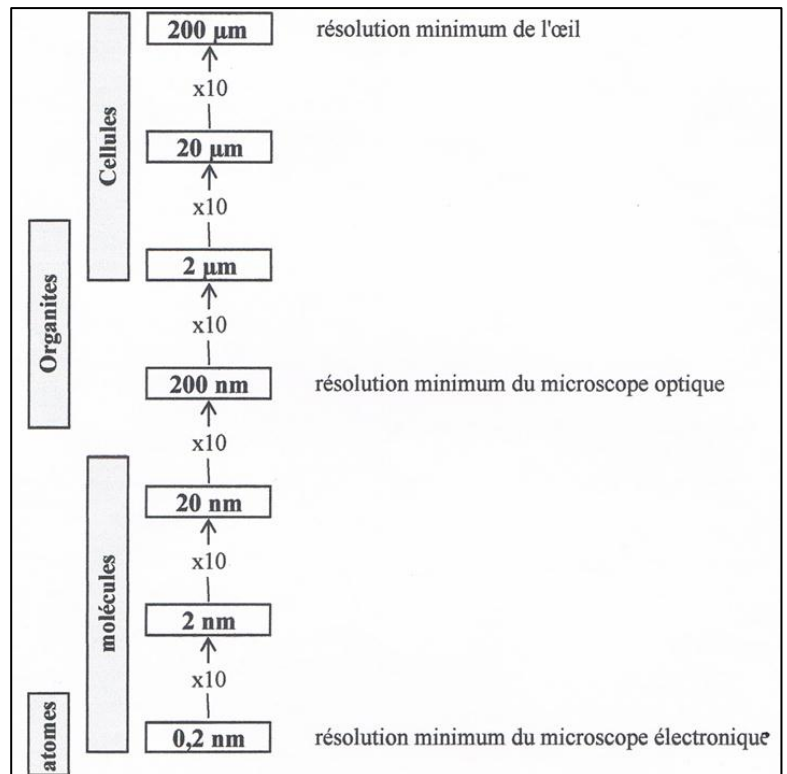 200 µm résolution minimum de l'œil
x10
Cellules
20 µm
x10
2 µm
Organites
x10
200 nm résolution minimum du microscope optique
x10
20 nm
molécules
x10
2 nm
x10
atomes
0,2 nm résolution minimum du microscope électronique